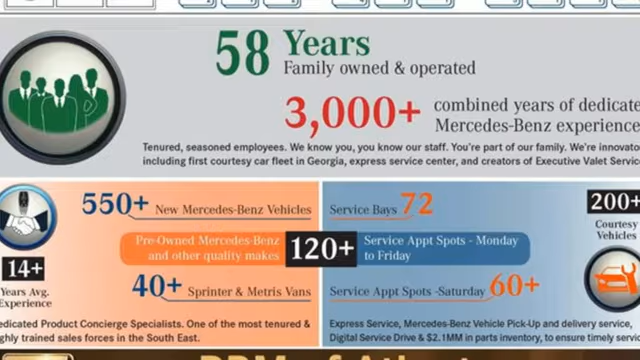 58 Years
Family owned & operated
3,000+ combined years of dedicate
Mercedes-Benz experience
Tenured, seasoned employees. We know you, you know our staff. You're part of our family. We're innovato
including first courtesy car fleet in Georgia, express service center, and creators of Executive Valet Servic
550+ New Mercedes-Benz Vehicles
Pre-Owned Mercedes-Benz
and other quality makes
120+
40+ Sprinter & Metris Vans
14+
Years Avg.
Experience
edicated Product Concierge Specialists. One of the most tenured &
ghly trained sales forces in the South East.
Service Bays 72
Service Appt Spots - Monday
to Friday
Service Appt Spots -Saturday 60+
200+
Courtesy
Vehicles
Express Service, Mercedes-Benz Vehicle Pick-Up and delivery service,
Digital Service Drive & $2.1MM in parts inventory, to ensure timely servic